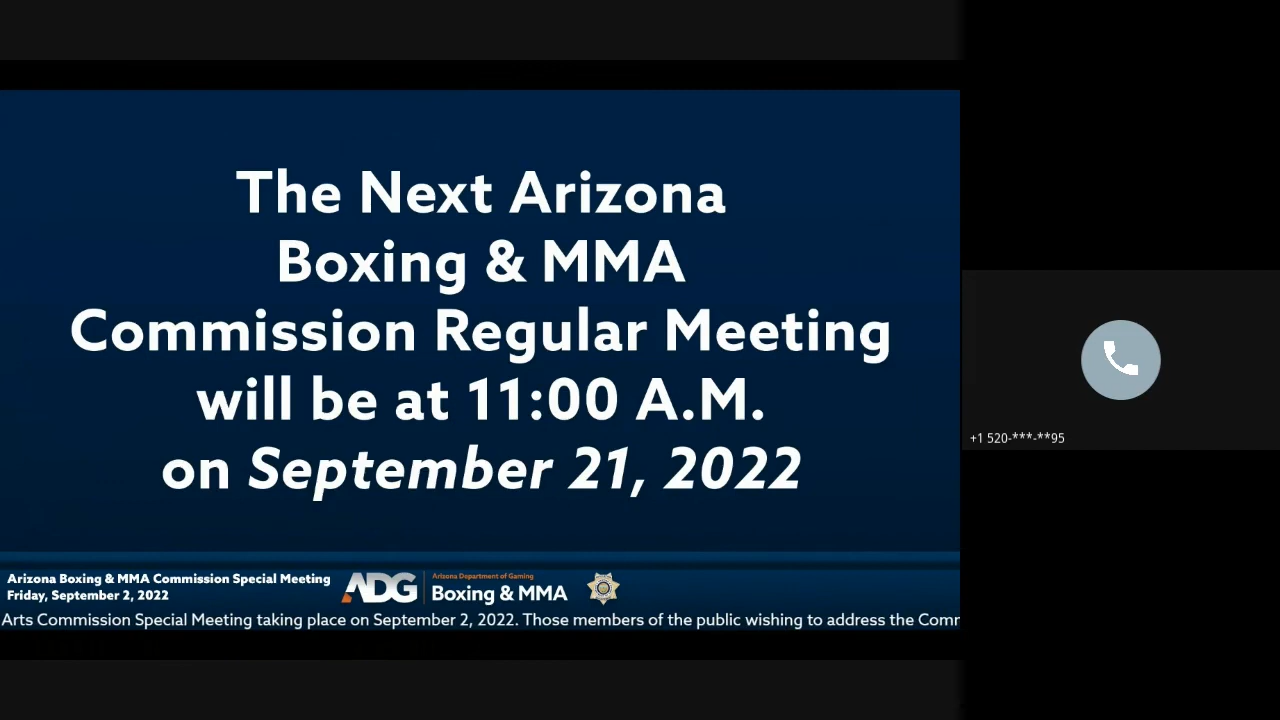 The Next Arizona
Boxing & MMA
Commission Regular Meeting
will be at 11:00 A.M.
on September 21, 2022
+1 520-***-**95
Arizona Boxing & MMA Commission Special Meeting
Friday, September 2, 2022
ADG
Arizona Department of Gaming
Boxing & MMA
Arts Commission Special Meeting taking place on September 2, 2022. Those members of the public wishing to address the Comm